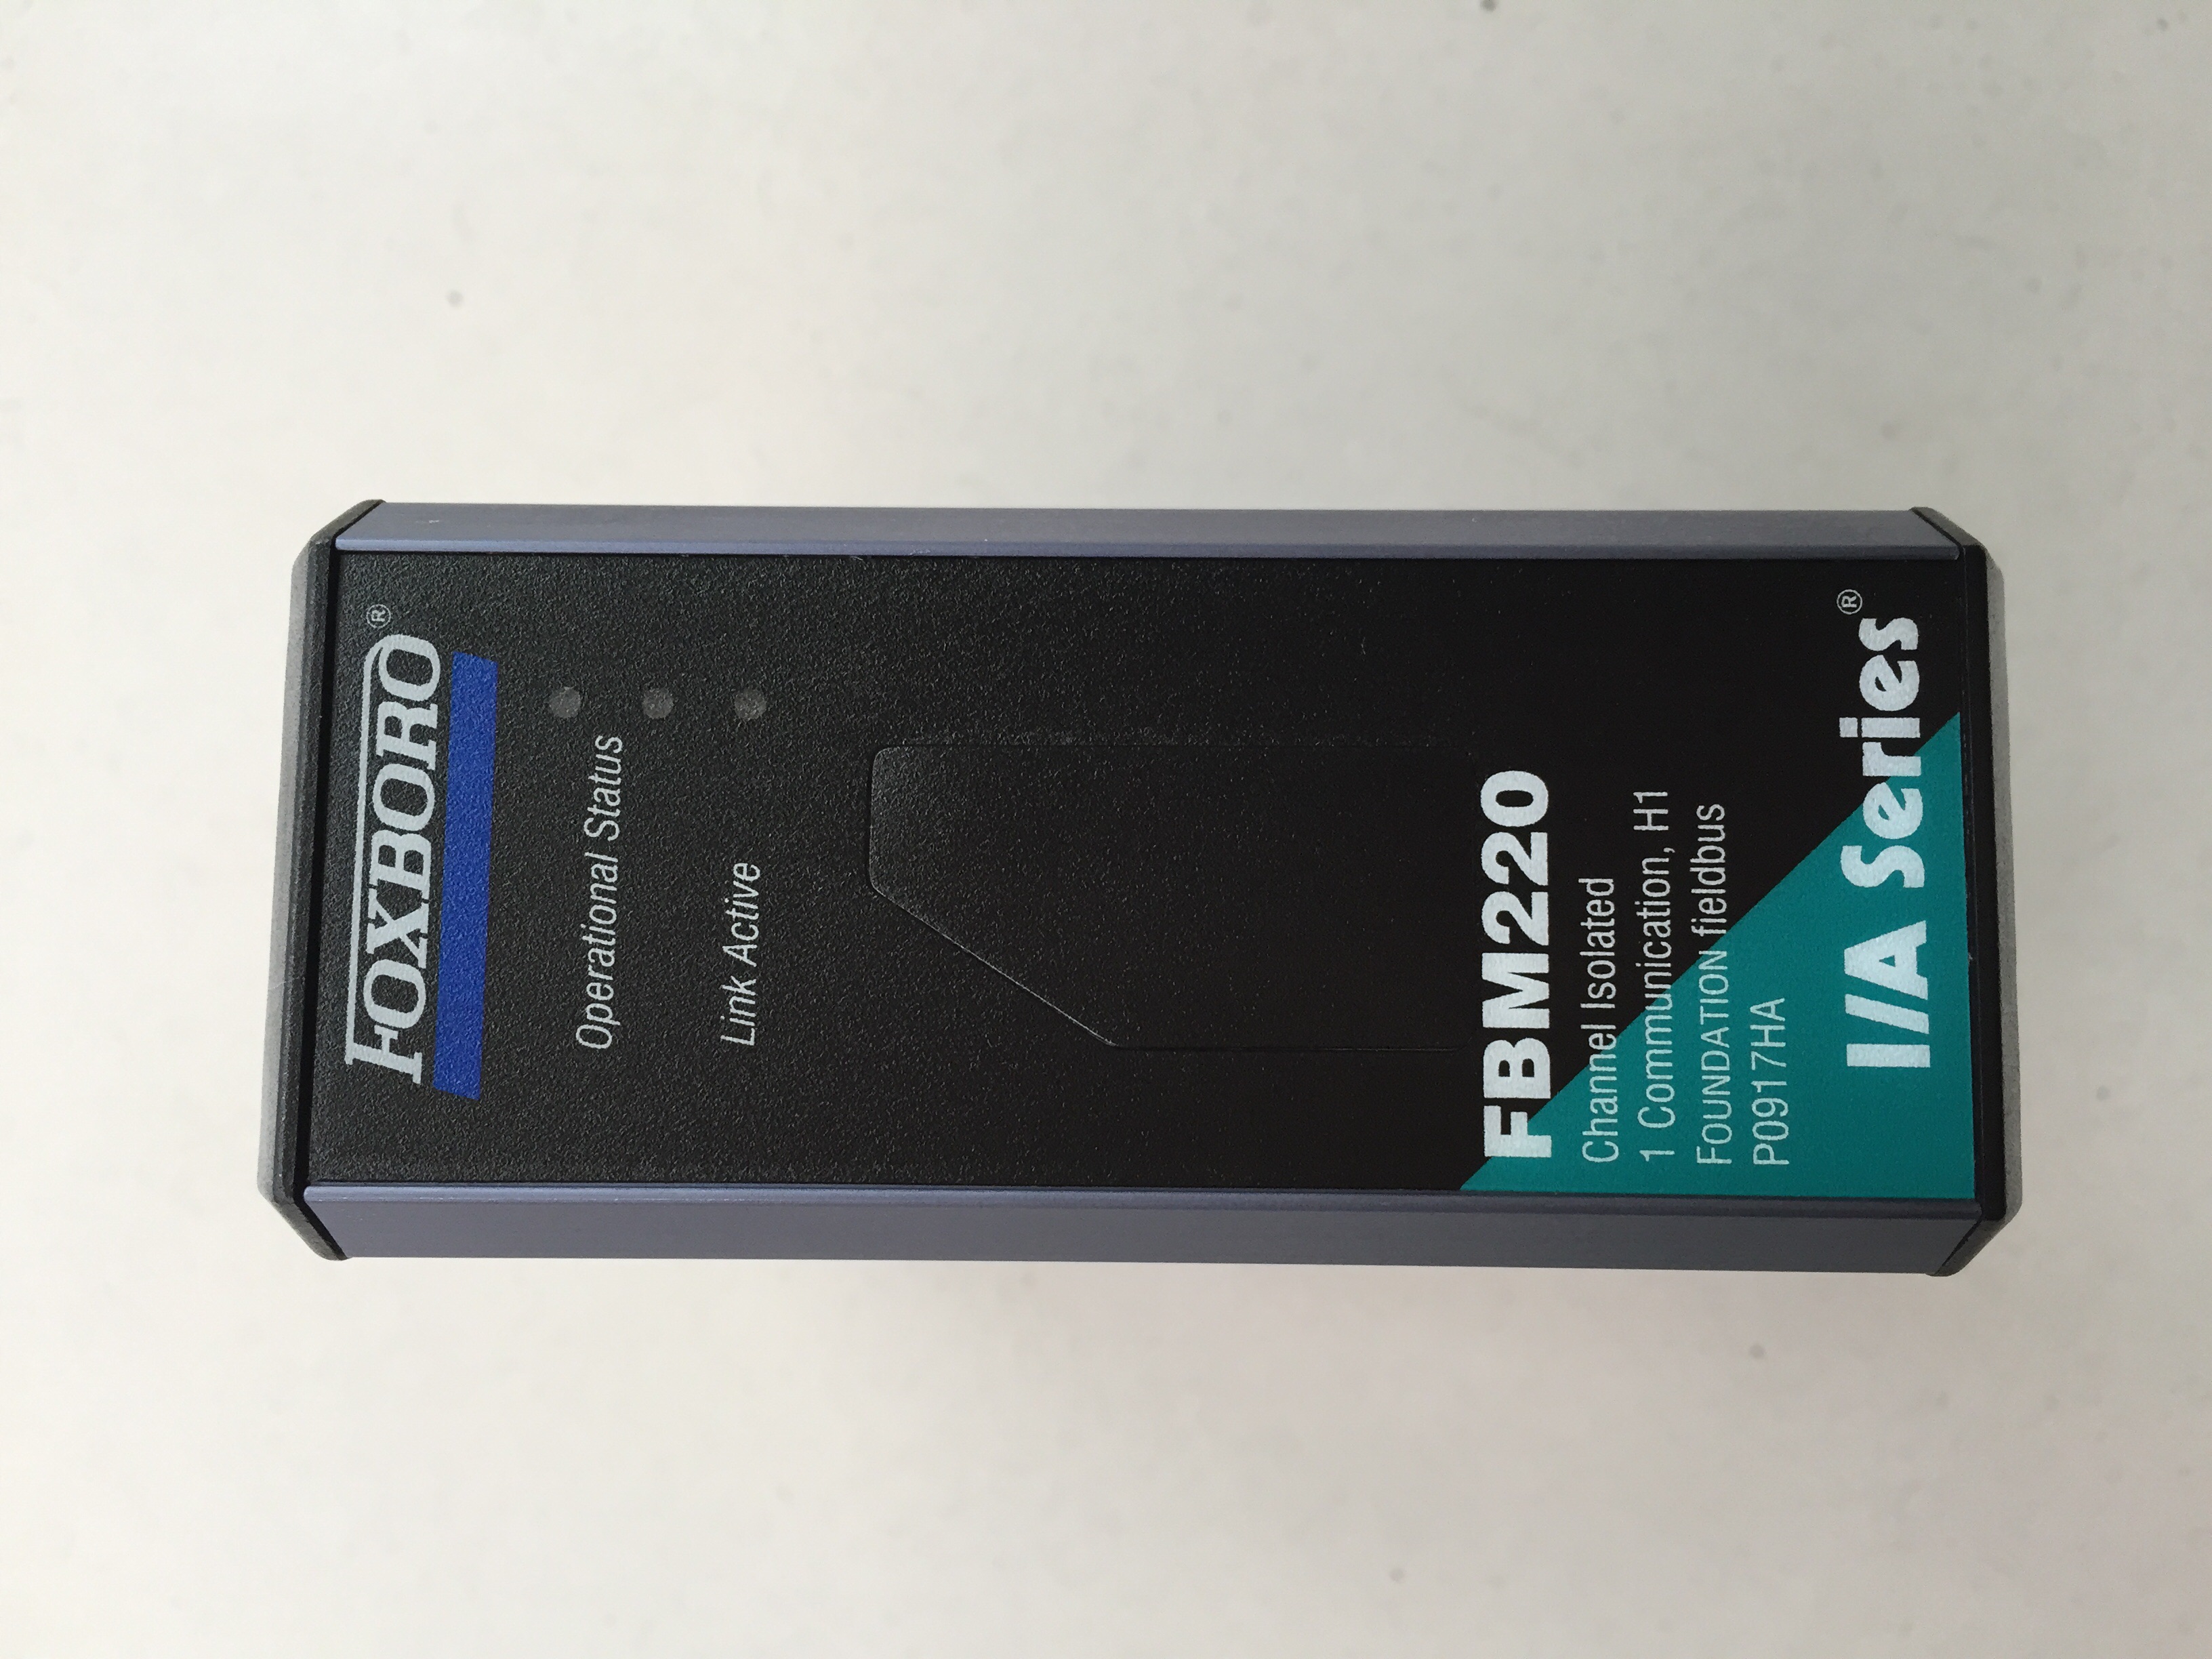 FOXBORO®
Operational Status
Link Active
FBM220
Channel Isolated
1 Communication, H1
FOUNDATION fieldbus
P0917HA
I/A Series®